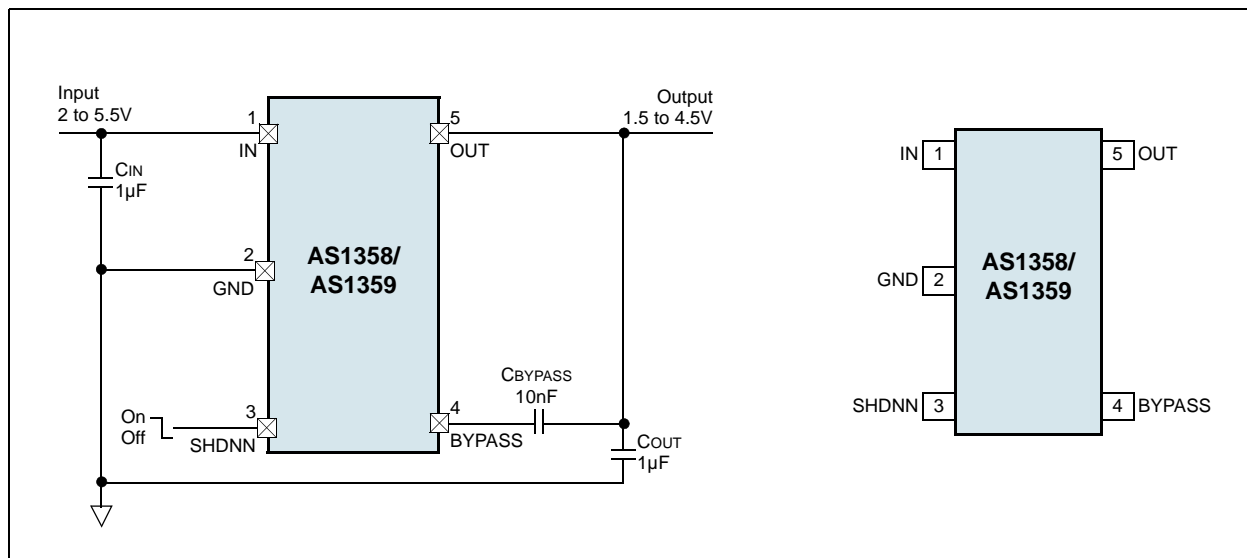 Input
2 to 5.5V
1
IN
CIN
1µF
2
GND
On
Off
3
SHDNN
AS1358/
AS1359
5
OUT
Output
1.5 to 4.5V
CBYPASS
10nF
4
BYPASS
COUT
1µF
IN 1
GND 2
SHDNN 3
AS1358/
AS1359
5 OUT
4 BYPASS